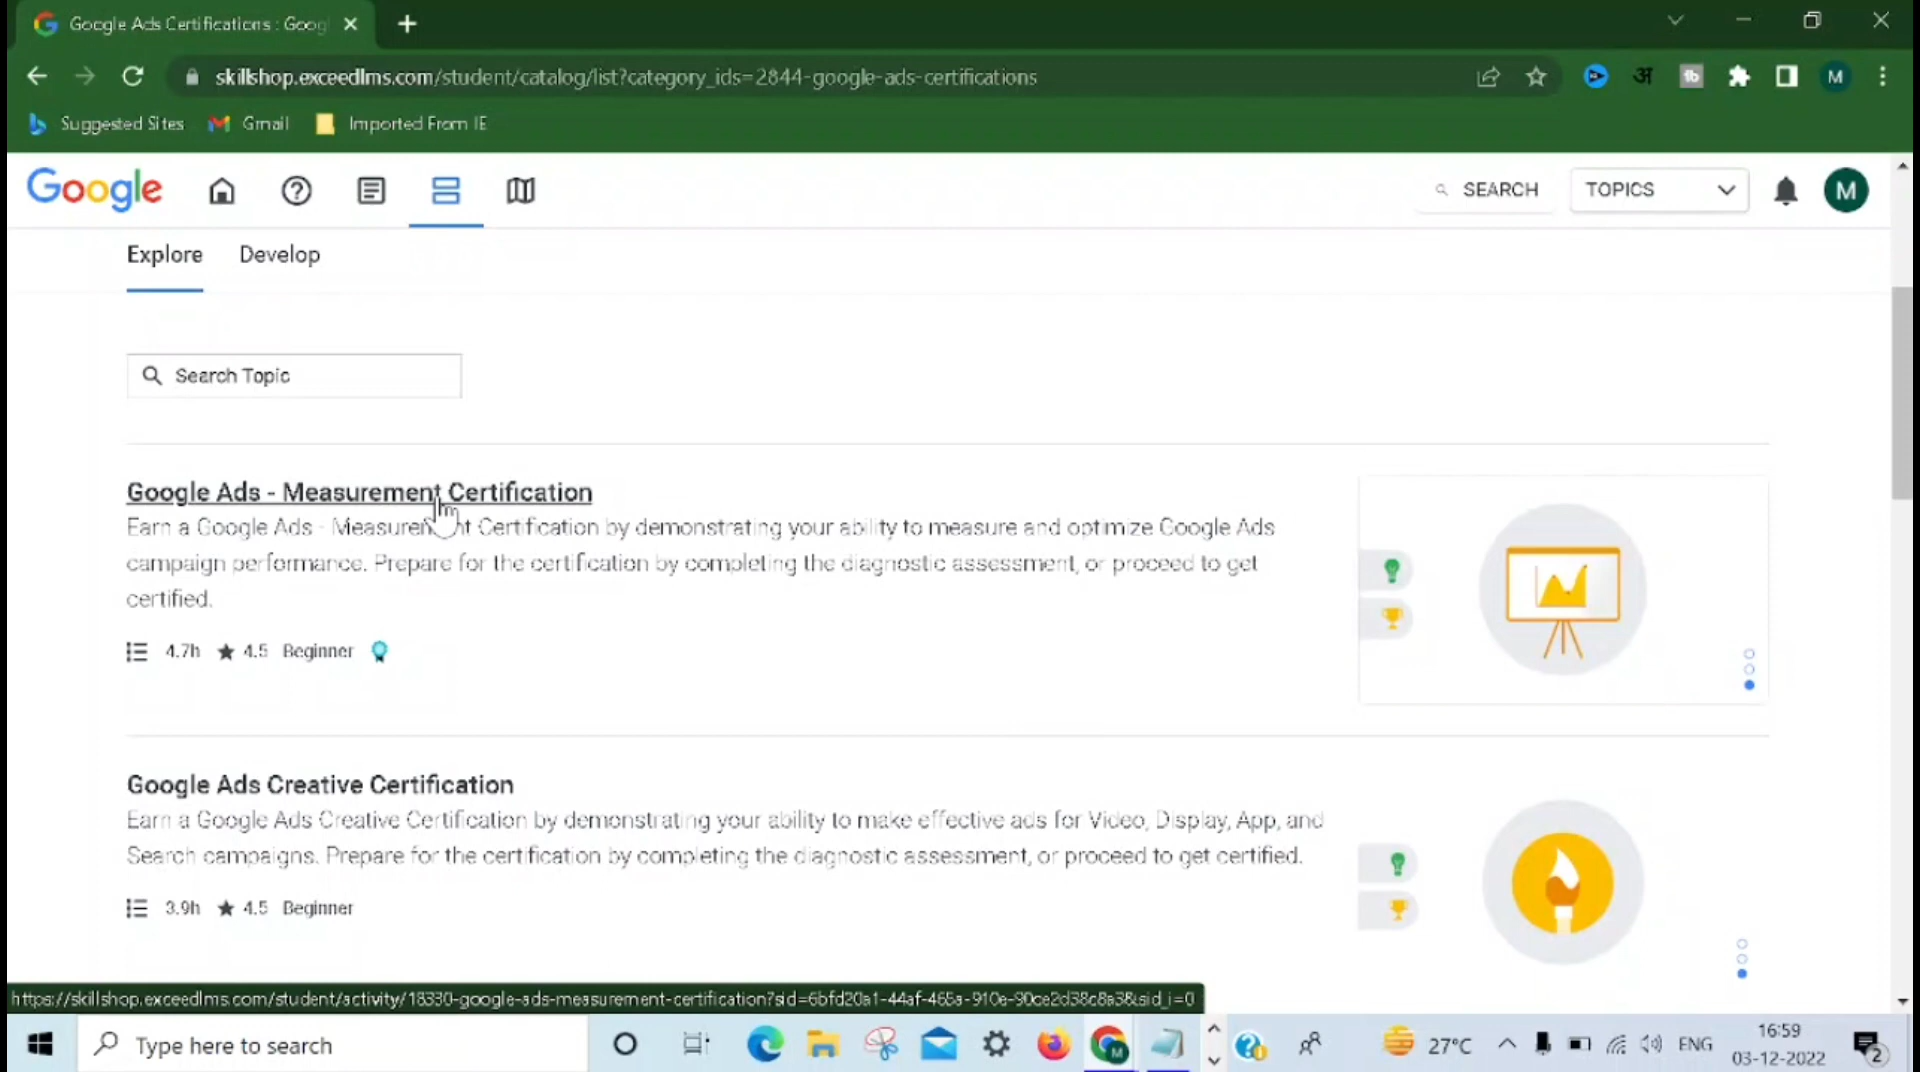 Google Ads Certifications : Goog
skillshop.exceedlms.com/student/catalog/list?category_ids=2844-google-ads-certifications
अ
M
Suggested Sites
Gmail
Imported From IE
Google
SEARCH
TOPICS
M
Explore
Develop
Search Topic
Google Ads - Measurement Certification
Earn a Google Ads - Measurement Certification by demonstrating your ability to measure and optimize Google Ads
campaign performance. Prepare for the certification by completing the diagnostic assessment, or proceed to get
certified.
4.7h ★ 4.5 Beginner
Google Ads Creative Certification
Earn a Google Ads Creative Certification by demonstrating your ability to make effective ads for Video, Display, App, and
Search campaigns. Prepare for the certification by completing the diagnostic assessment, or proceed to get certified.
3.9h ★ 4.5 Beginner
https://skillshop.exceedlms.com/student/activity/18330-google-ads-measurement-certification?sid=6bfd20a1-44af-465a-910e-90ce2d38c8a3&sid_i=0
Type here to search
M
27°C
ENG
16:59
03-12-2022
2